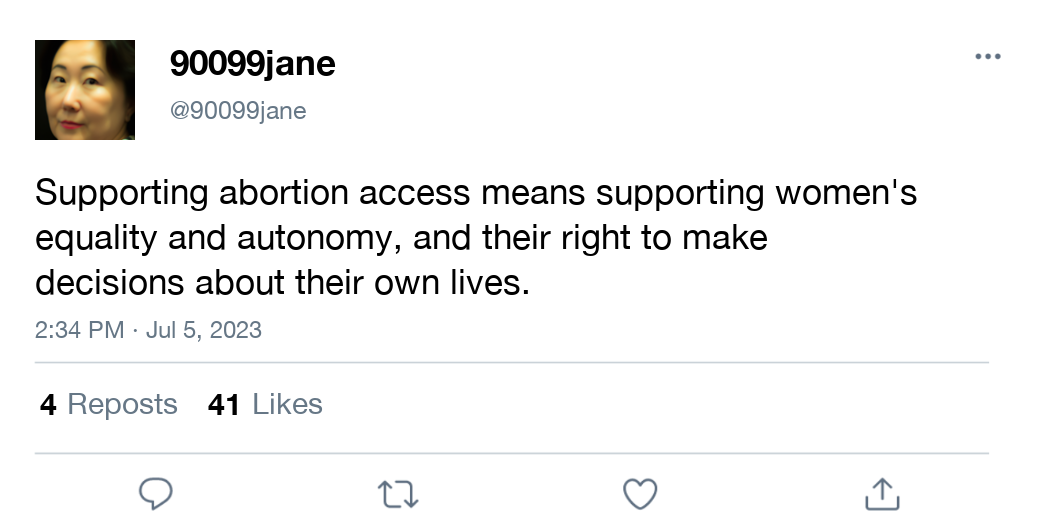 90099jane
@90099jane
Supporting abortion access means supporting women's
equality and autonomy, and their right to make
decisions about their own lives.
2:34 PM · Jul 5, 2023
4 Reposts 41 Likes